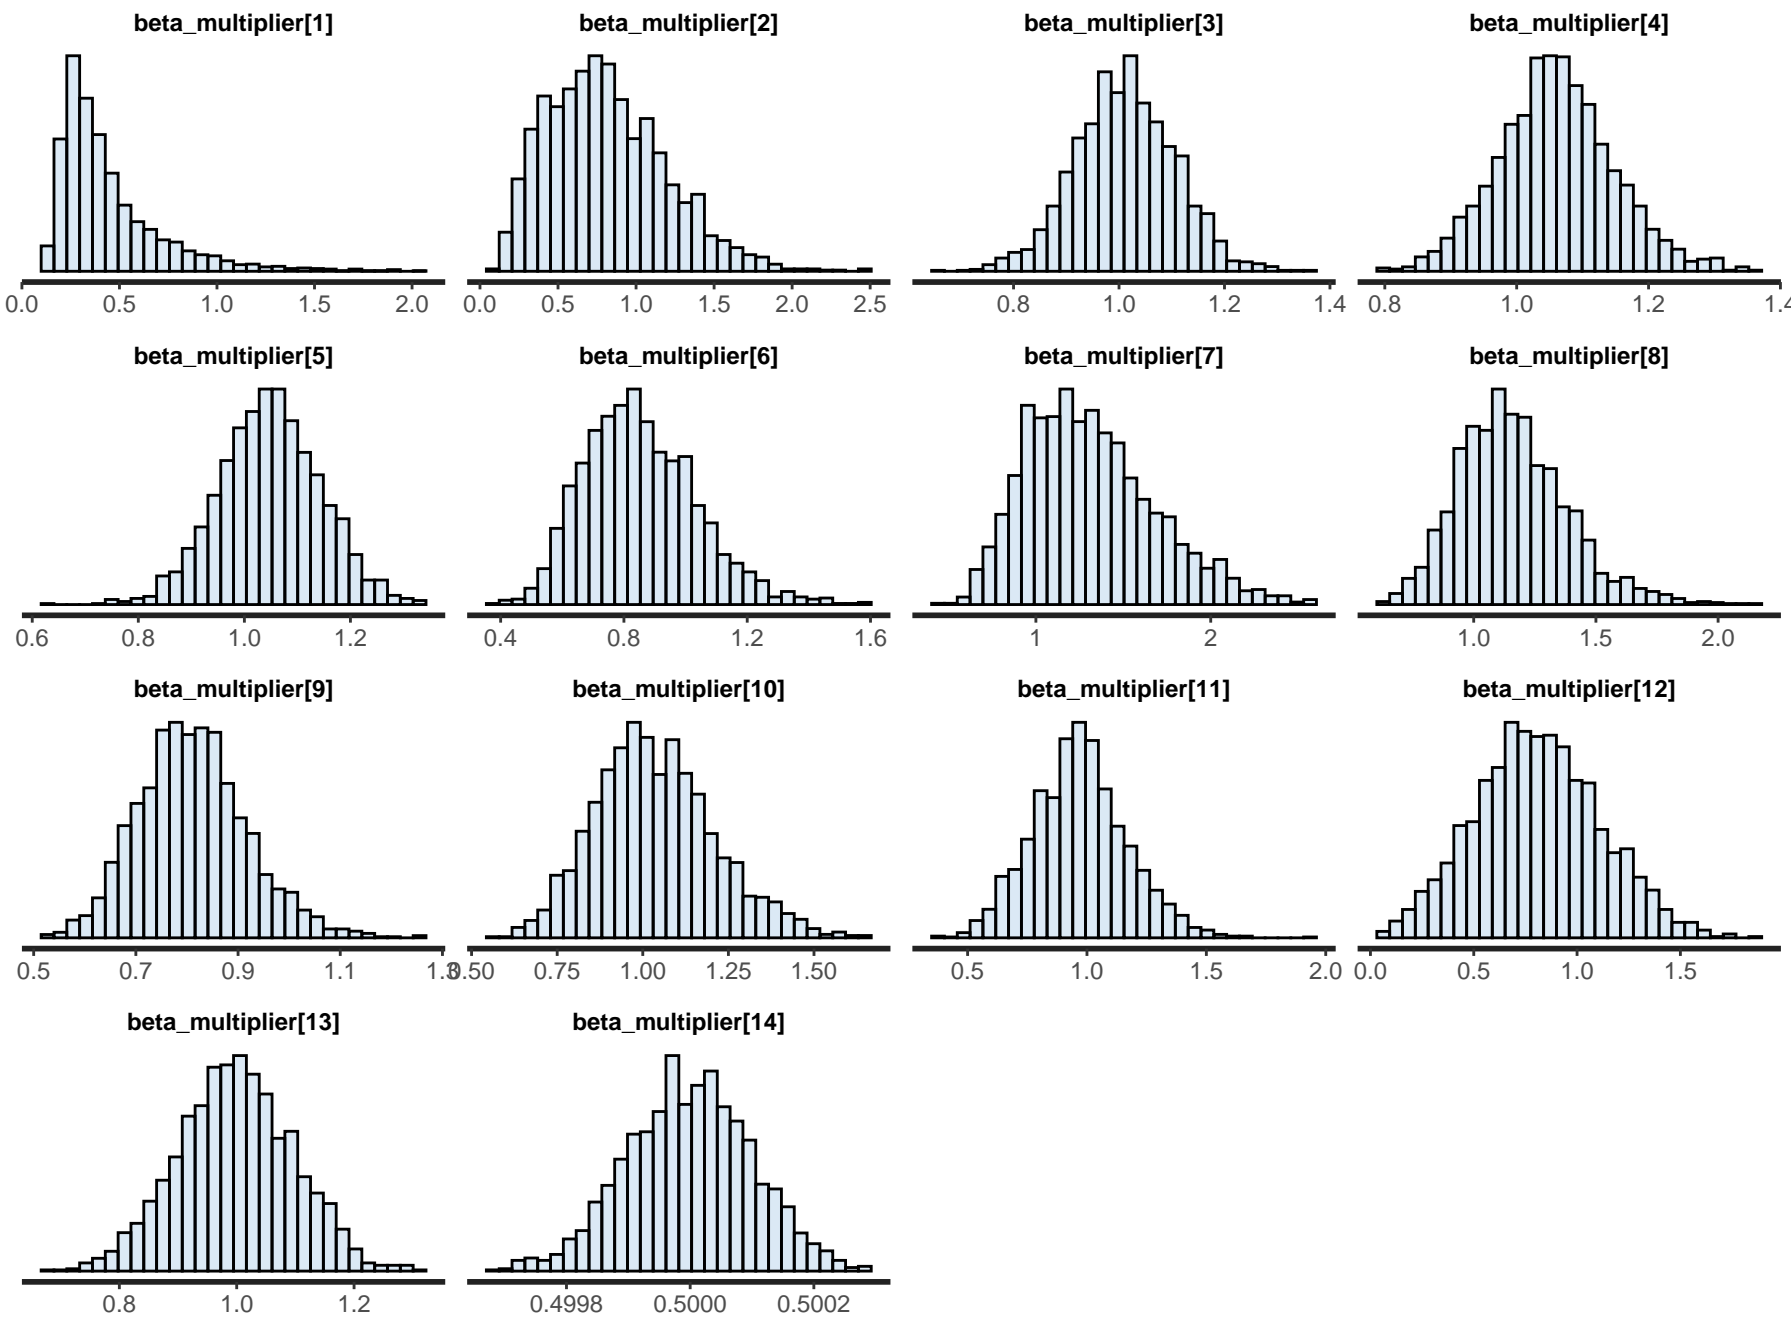 beta_multiplier[1] beta_multiplier[2] beta_multiplier[3] beta_multiplier[4]
0.0 0.5 1.0 1.5 2.0 0.0 0.5 1.0 1.5 2.0 2.5 0.8 1.0 1.2 1.4 0.8 1.0 1.2 1.4
beta_multiplier[5] beta_multiplier[6] beta_multiplier[7] beta_multiplier[8]
0.6 0.8 1.0 1.2 0.4 0.8 1.2 1.6 1 2 1.0 1.5 2.0
beta_multiplier[9] beta_multiplier[10] beta_multiplier[11] beta_multiplier[12]
0.5 0.7 0.9 1.1 1.3 0.50 0.75 1.00 1.25 1.50 0.5 1.0 1.5 2.0 0.0 0.5 1.0 1.5
beta_multiplier[13] beta_multiplier[14]
0.8 1.0 1.2 0.4998 0.5000 0.5002